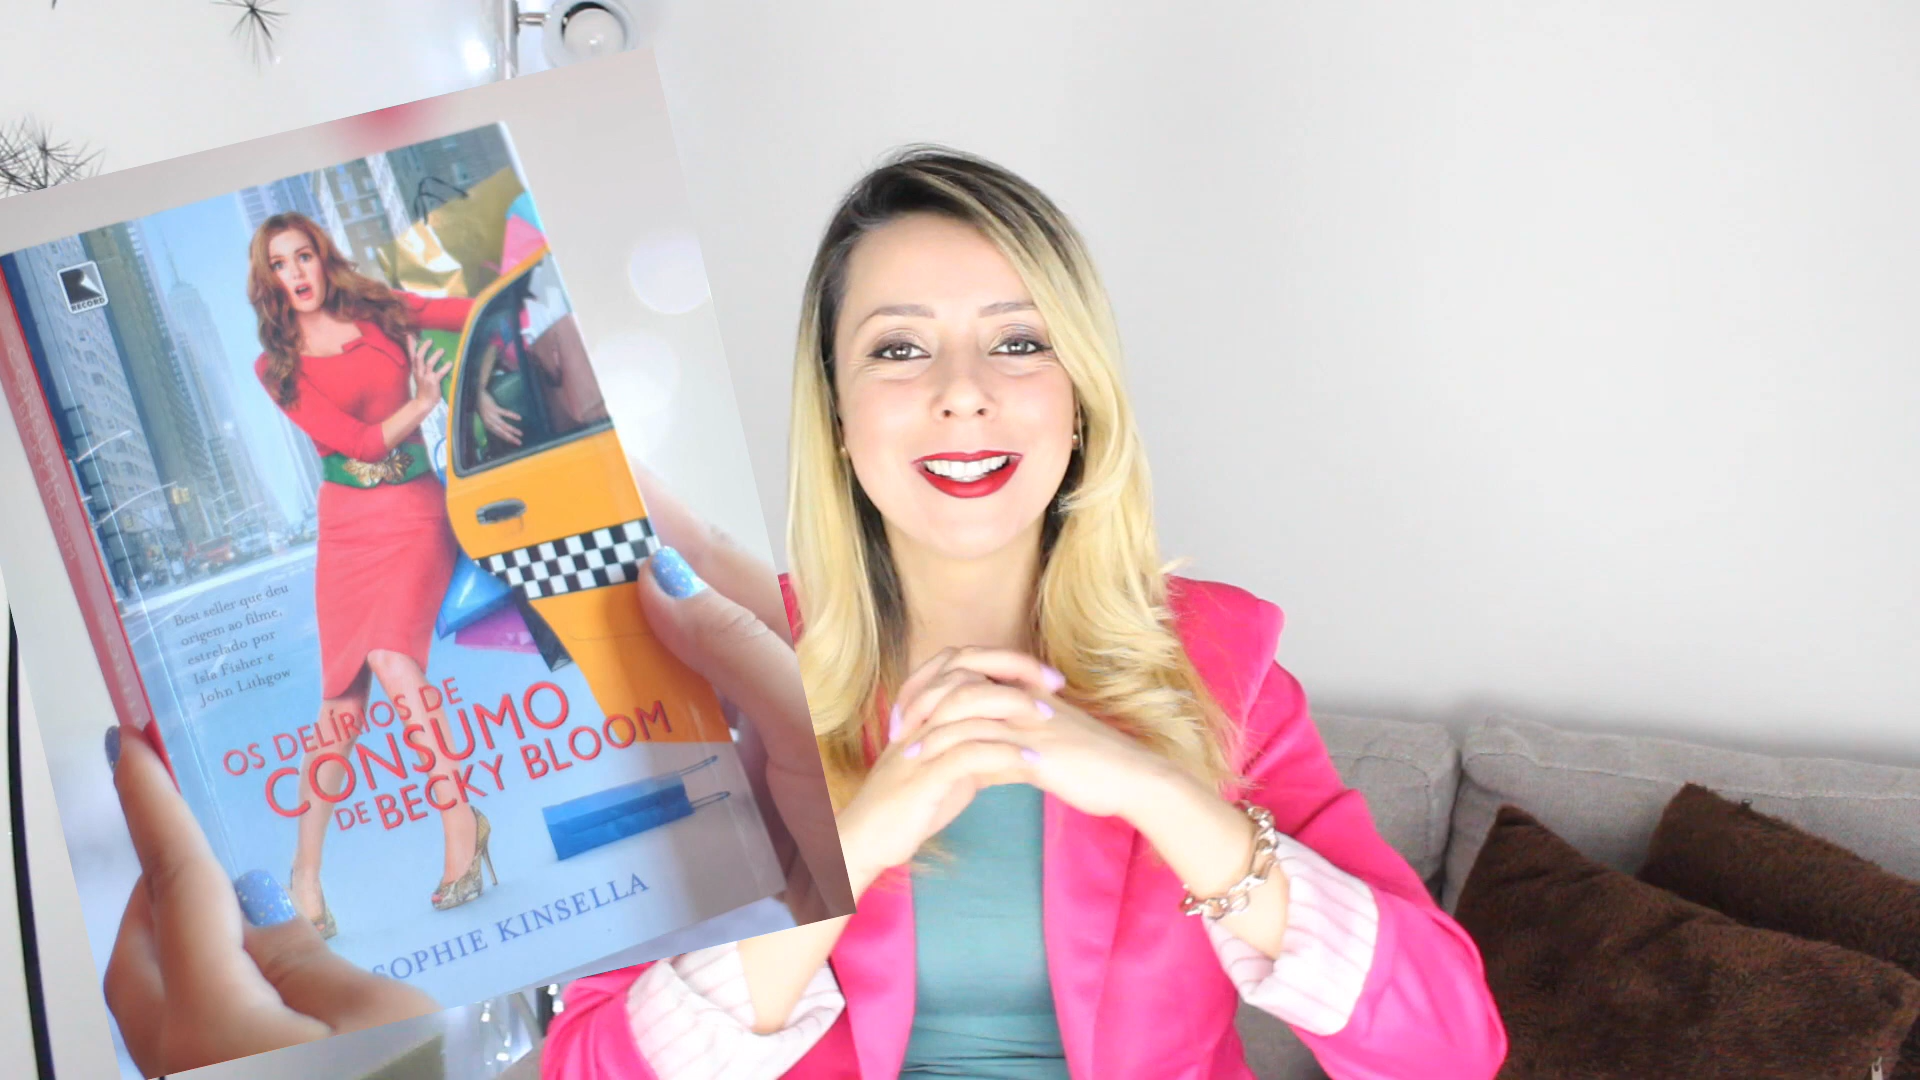 RECORD
Best seller que deu
origem ao filme,
estrelado por
Isla Fisher e
John Lithgow
OS DELÍRIOS DE
CONSUMO
DE BECKY BLOOM
SOPHIE KINSELLA